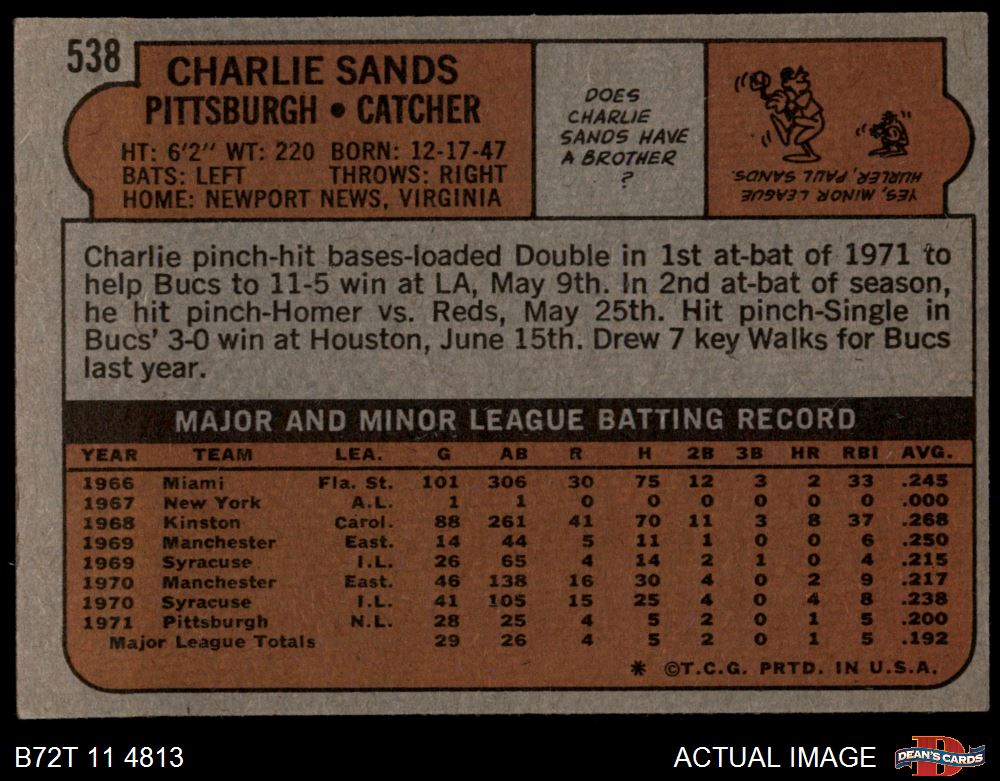 538
CHARLIE SANDS
PITTSBURGH • CATCHER
HT: 6'2" WT: 220 BORN: 12-17-47
BATS: LEFT THROWS: RIGHT
HOME: NEWPORT NEWS, VIRGINIA
DOES
CHARLIE
SANDS HAVE
A BROTHER
?
YES, MINOR LEAGUE
HURLER, PAUL SANDS.
Charlie pinch-hit bases-loaded Double in 1st at-bat of 1971 to
help Bucs to 11-5 win at LA, May 9th. In 2nd at-bat of season,
he hit pinch-Homer vs. Reds, May 25th. Hit pinch-Single in
Bucs' 3-0 win at Houston, June 15th. Drew 7 key Walks for Bucs
last year.
MAJOR AND MINOR LEAGUE BATTING RECORD
YEAR TEAM LEA. G AB R H 2B 3B HR RBI AVG.
1966 Miami Fla. St. 101 306 30 75 12 3 2 33 .245
1967 New York A.L. 1 1 0 0 0 0 0 0 .000
1968 Kinston Carol. 88 261 41 70 11 3 8 37 .268
1969 Manchester East. 14 44 5 11 1 0 0 6 .250
1969 Syracuse I.L. 26 65 4 14 2 1 0 4 .215
1970 Manchester East. 46 138 16 30 4 0 2 9 .217
1970 Syracuse I.L. 41 105 15 25 4 0 4 8 .238
1971 Pittsburgh N.L. 28 25 4 5 2 0 1 5 .200
Major League Totals 29 26 4 5 2 0 1 5 .192
* ©T.C.G. PRTD. IN U.S.A.
B72T 11 4813
ACTUAL IMAGE
D
DEAN'S CARDS